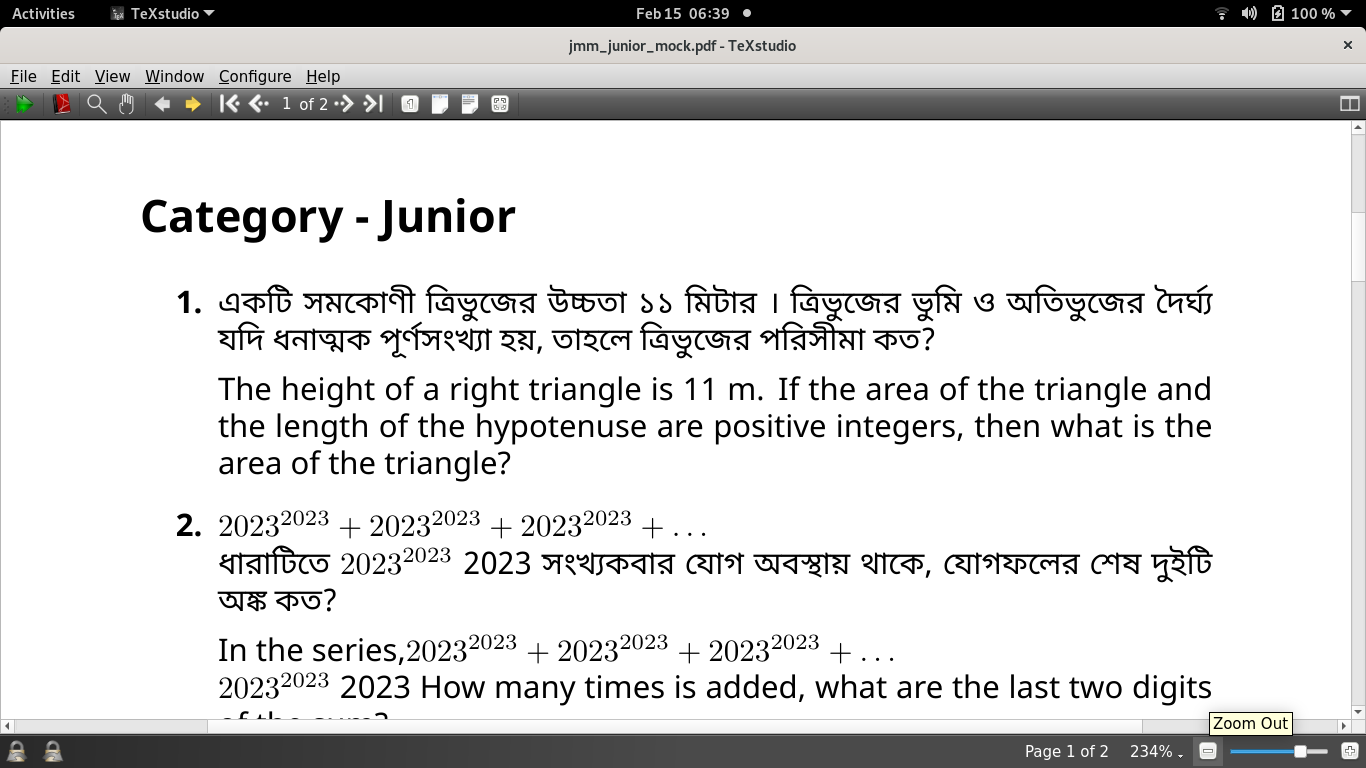 Activities TeXstudio Feb 15 06:39 100 %
jmm_junior_mock.pdf - TeXstudio
File Edit View Window Configure Help
1 of 2
Category - Junior
1. একটি সমকোণী ত্রিভুজের উচ্চতা ১১ মিটার । ত্রিভুজের ভুমি ও অতিভুজের দৈর্ঘ্য
যদি ধনাত্মক পূর্ণসংখ্যা হয়, তাহলে ত্রিভুজের পরিসীমা কত?
The height of a right triangle is 11 m. If the area of the triangle and
the length of the hypotenuse are positive integers, then what is the
area of the triangle?
2. 2023^2023 + 2023^2023 + 2023^2023 + ...
ধারাটিতে 2023^2023 2023 সংখ্যকবার যোগ অবস্থায় থাকে, যোগফলের শেষ দুইটি
অঙ্ক কত?
In the series,2023^2023 + 2023^2023 + 2023^2023 + ...
2023^2023 2023 How many times is added, what are the last two digits
of the sum?
Zoom Out
Page 1 of 2 234%